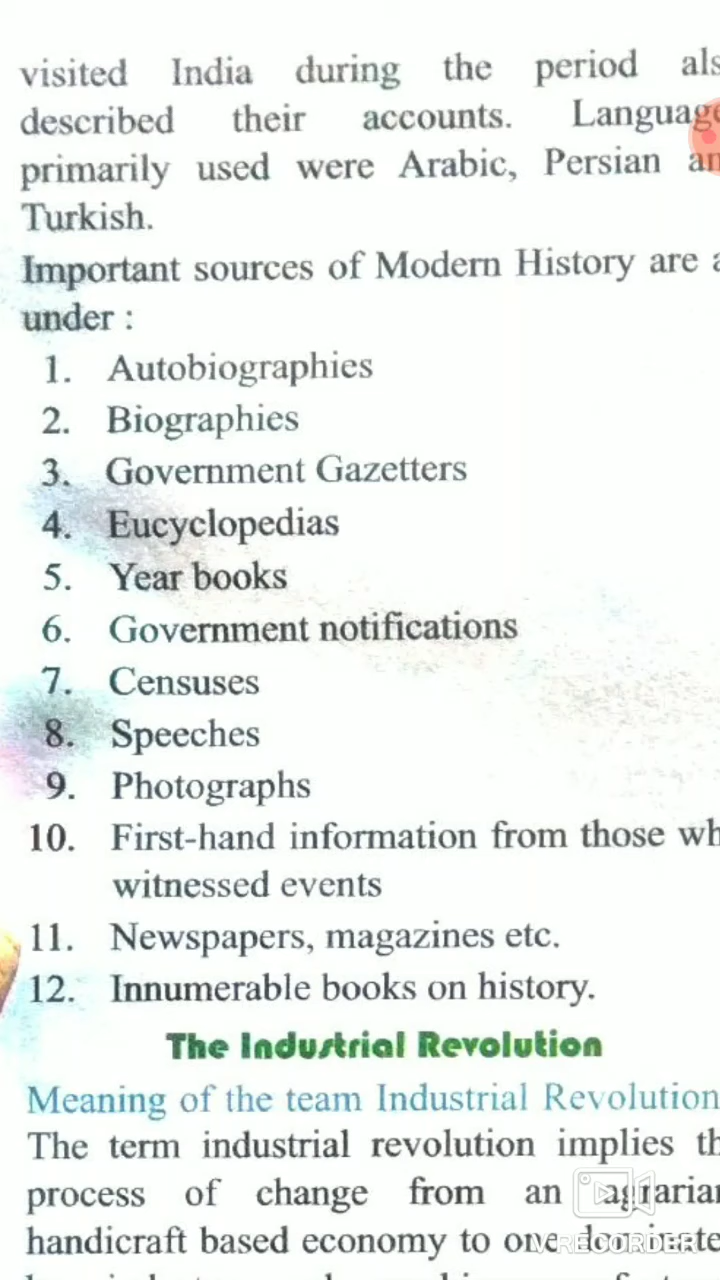 visited India during the period als
described their accounts. Language
primarily used were Arabic, Persian an
Turkish.
Important sources of Modern History are a
under :
1. Autobiographies
2. Biographies
3. Government Gazetters
4. Eucyclopedias
5. Year books
6. Government notifications
7. Censuses
8. Speeches
9. Photographs
10. First-hand information from those wh
witnessed events
11. Newspapers, magazines etc.
12. Innumerable books on history.
The Industrial Revolution
Meaning of the team Industrial Revolution
The term industrial revolution implies th
process of change from an agrarian
handicraft based economy to one
V RECORDER